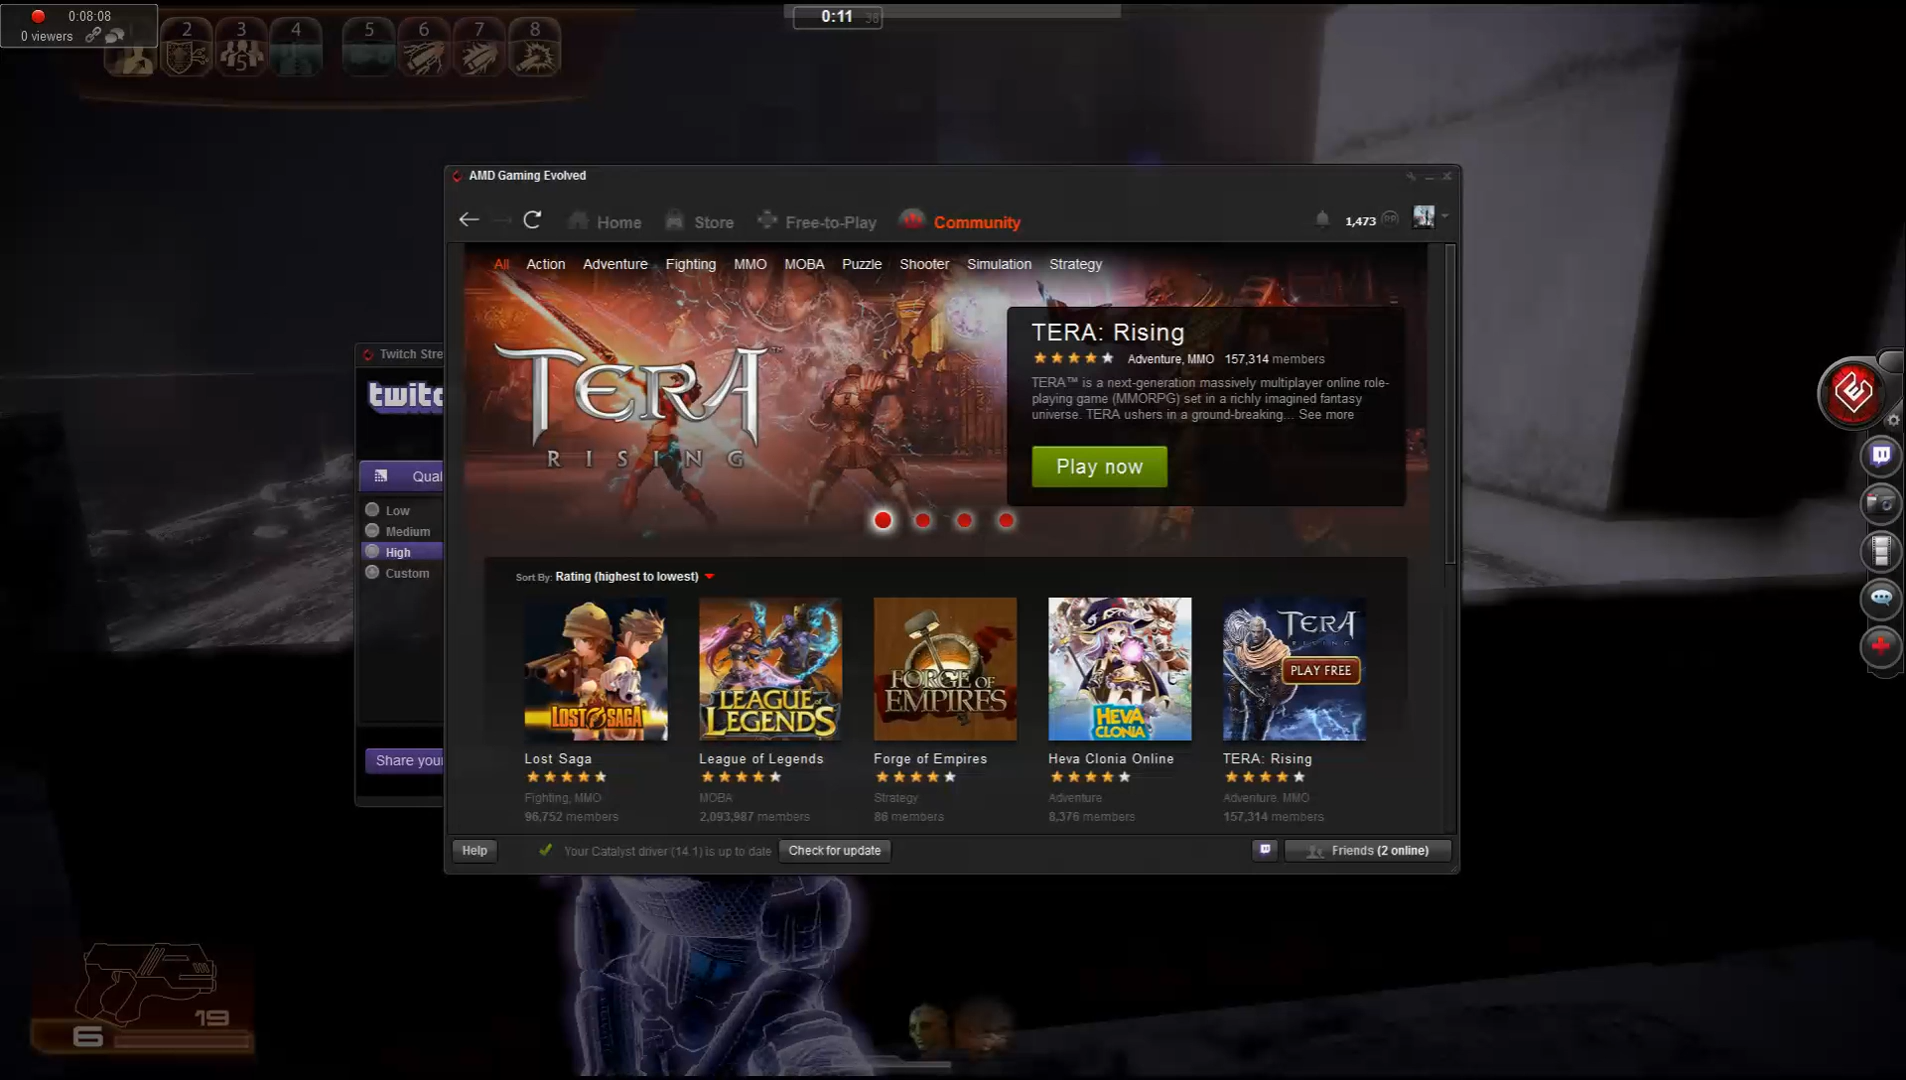 0:08:08
0 viewers
2 3 4 5 6 7 8
5
0:11 38
AMD Gaming Evolved
Home Store Free-to-Play Community
1,473
All Action Adventure Fighting MMO MOBA Puzzle Shooter Simulation Strategy
TERA™
RISING
TERA: Rising
Adventure, MMO 157,314 members
TERA™ is a next-generation massively multiplayer online role-
playing game (MMORPG) set in a richly imagined fantasy
universe. TERA ushers in a ground-breaking... See more
Play now
Twitch Stre
twitc
Qual
Low
Medium
High
Custom
Share your
Sort By: Rating (highest to lowest)
LOST SAGA
LEAGUE of LEGENDS
FORGE OF EMPIRES
HEVA CLONIA
TERA
RISING
PLAY FREE
Lost Saga
Fighting, MMO
96,752 members
League of Legends
MOBA
2,093,987 members
Forge of Empires
Strategy
86 members
Heva Clonia Online
Adventure
8,376 members
TERA: Rising
Adventure, MMO
157,314 members
Help
Your Catalyst driver (14.1) is up to date
Check for update
Friends (2 online)
19
6